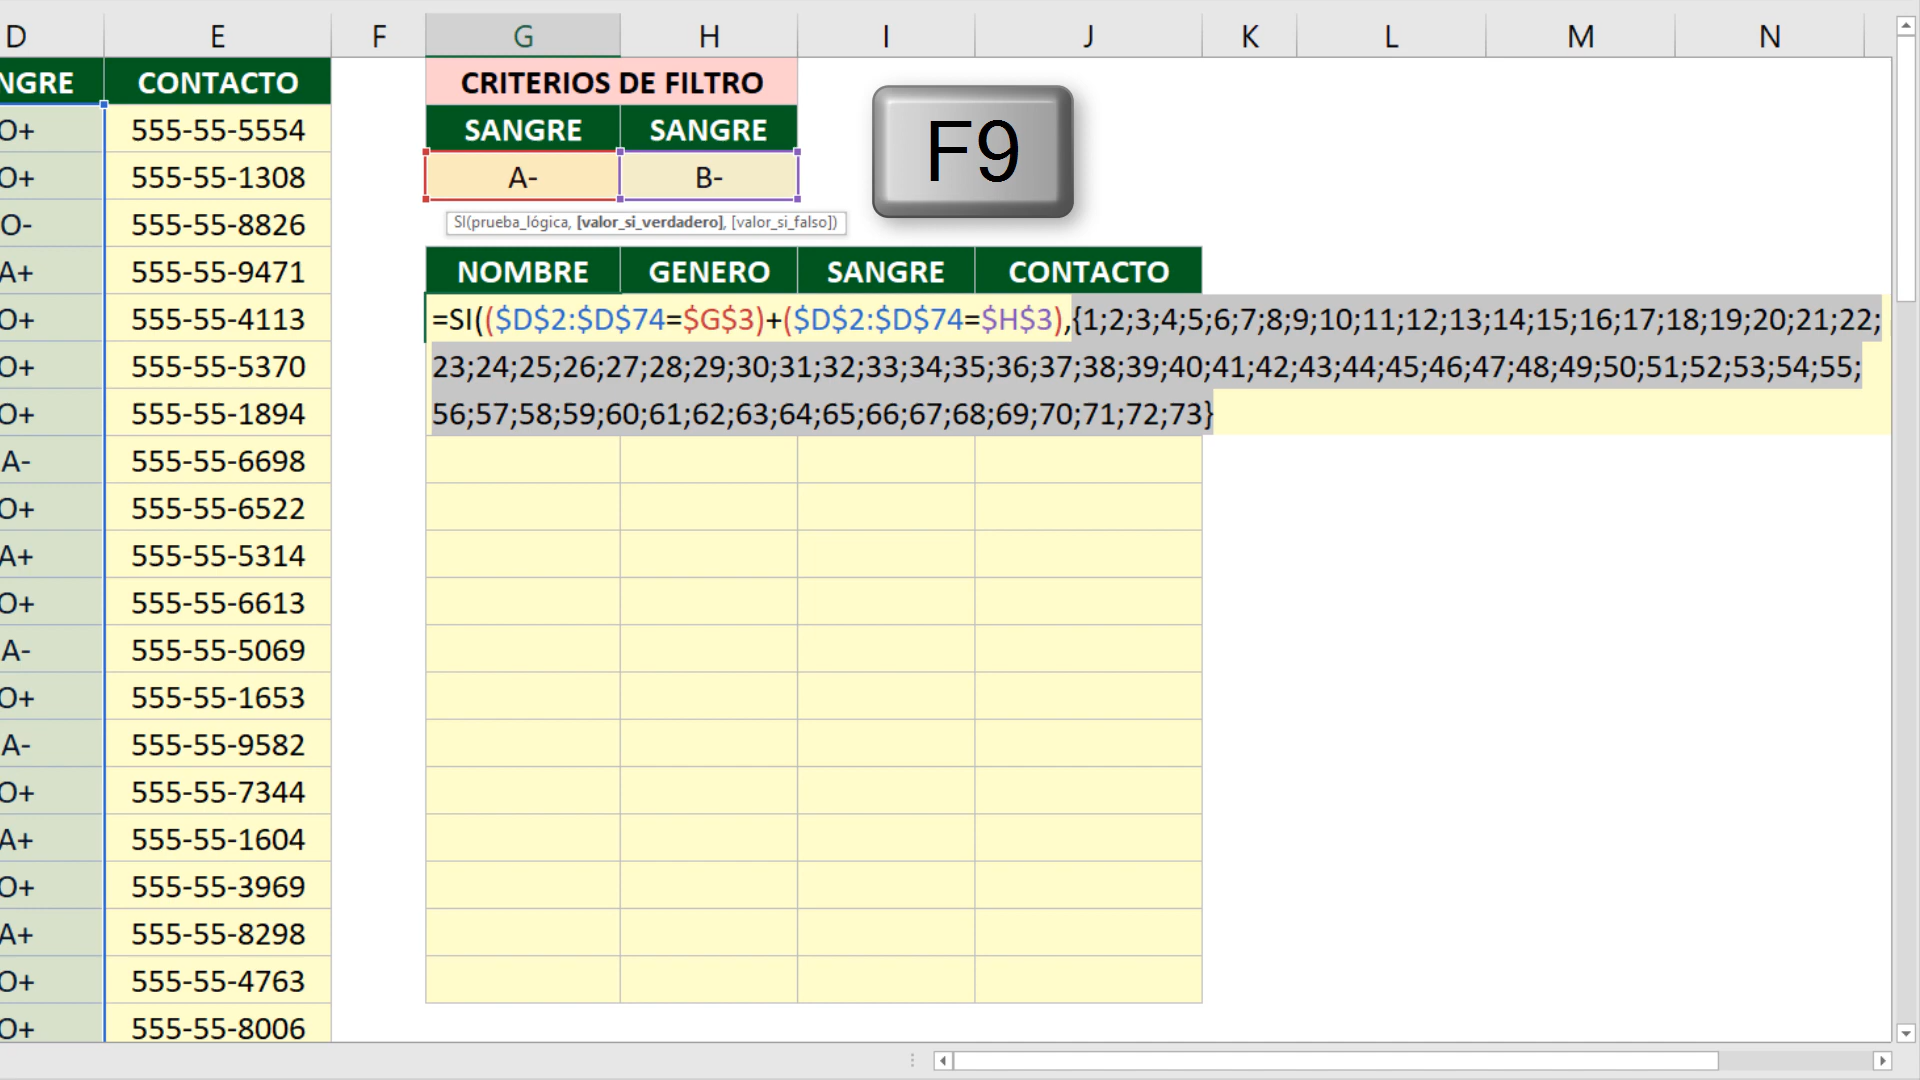 D E F G H I J K L M N
NGRE CONTACTO CRITERIOS DE FILTRO
O+ 555-55-5554 SANGRE SANGRE F9
O+ 555-55-1308 A- B-
O- 555-55-8826 SI(prueba_lógica, [valor_si_verdadero], [valor_si_falso])
A+ 555-55-9471 NOMBRE GENERO SANGRE CONTACTO
O+ 555-55-4113 =SI(($D$2:$D$74=$G$3)+($D$2:$D$74=$H$3),{1;2;3;4;5;6;7;8;9;10;11;12;13;14;15;16;17;18;19;20;21;22;
O+ 555-55-5370 23;24;25;26;27;28;29;30;31;32;33;34;35;36;37;38;39;40;41;42;43;44;45;46;47;48;49;50;51;52;53;54;55;
O+ 555-55-1894 56;57;58;59;60;61;62;63;64;65;66;67;68;69;70;71;72;73}
A- 555-55-6698
O+ 555-55-6522
A+ 555-55-5314
O+ 555-55-6613
A- 555-55-5069
O+ 555-55-1653
A- 555-55-9582
O+ 555-55-7344
A+ 555-55-1604
O+ 555-55-3969
A+ 555-55-8298
O+ 555-55-4763
O+ 555-55-8006